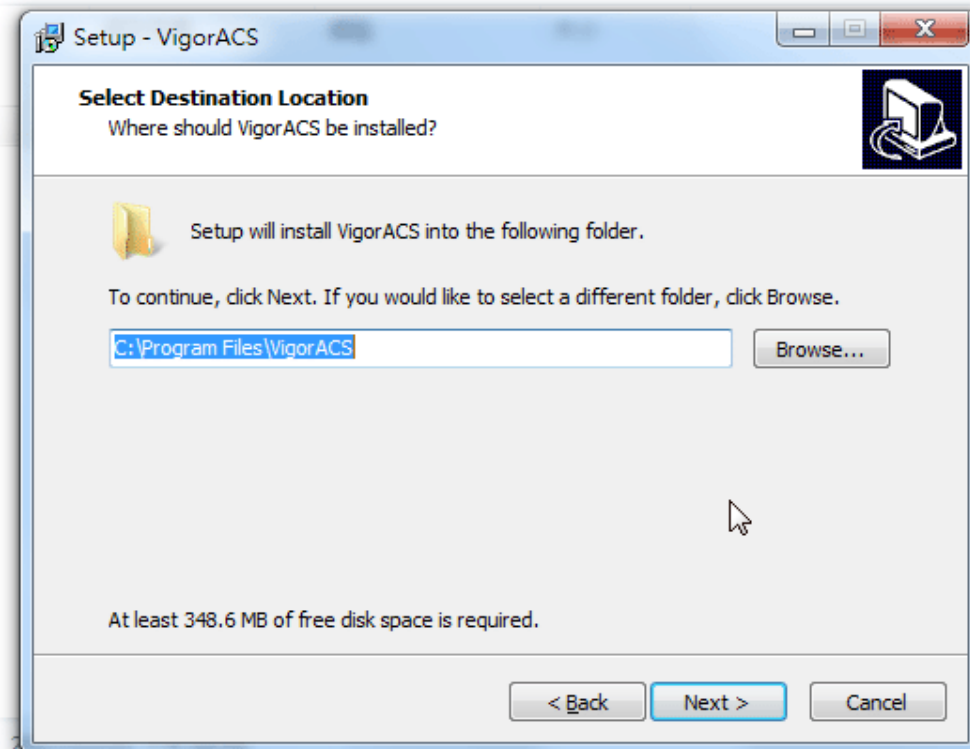 Setup - VigorACS
Select Destination Location
Where should VigorACS be installed?
Setup will install VigorACS into the following folder.
To continue, click Next. If you would like to select a different folder, click Browse.
C:\Program Files\VigorACS
Browse...
At least 348.6 MB of free disk space is required.
< Back
Next >
Cancel